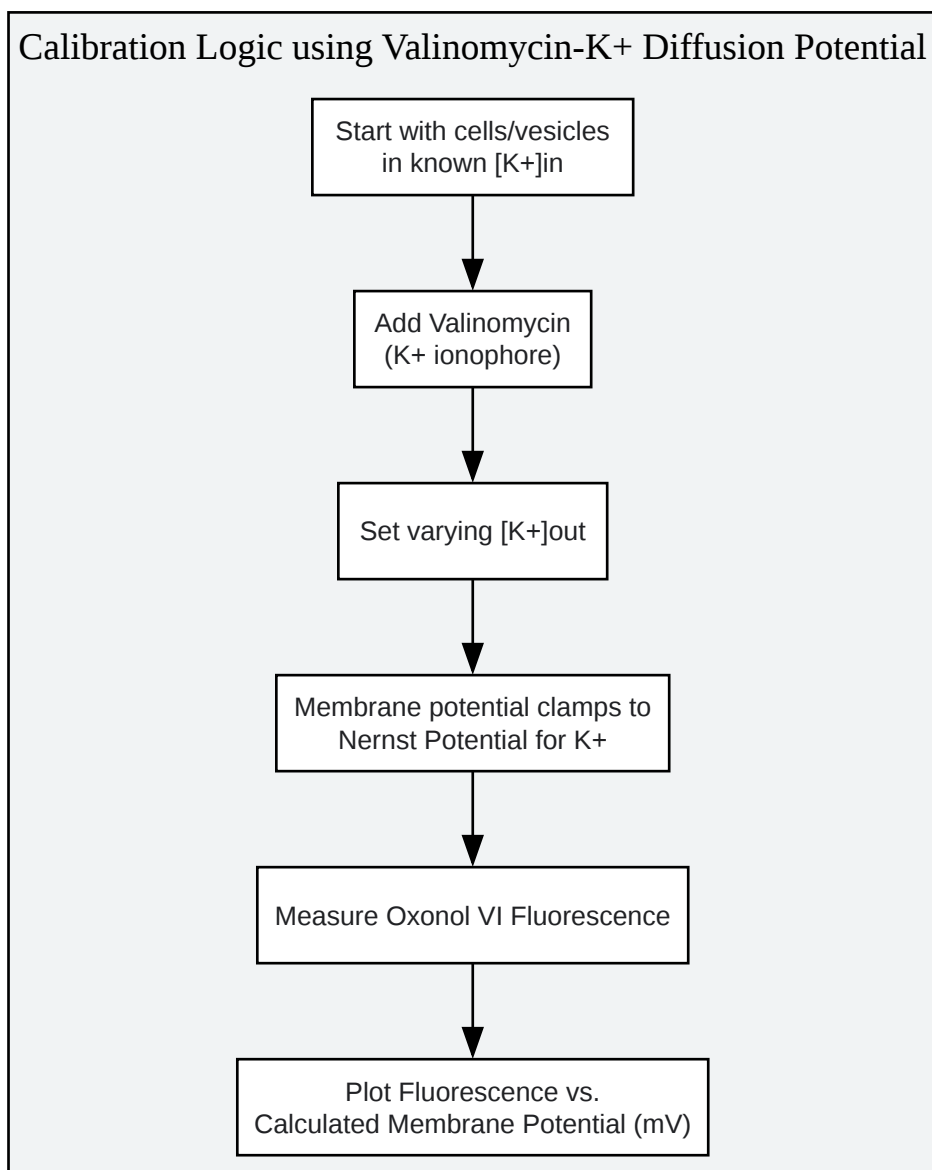 Calibration Logic using Valinomycin-K+ Diffusion Potential
Start with cells/vesicles
in known [K+]in
Add Valinomycin
(K+ ionophore)
Set varying [K+]out
Membrane potential clamps to
Nernst Potential for K+
Measure Oxonol VI Fluorescence
Plot Fluorescence vs.
Calculated Membrane Potential (mV)